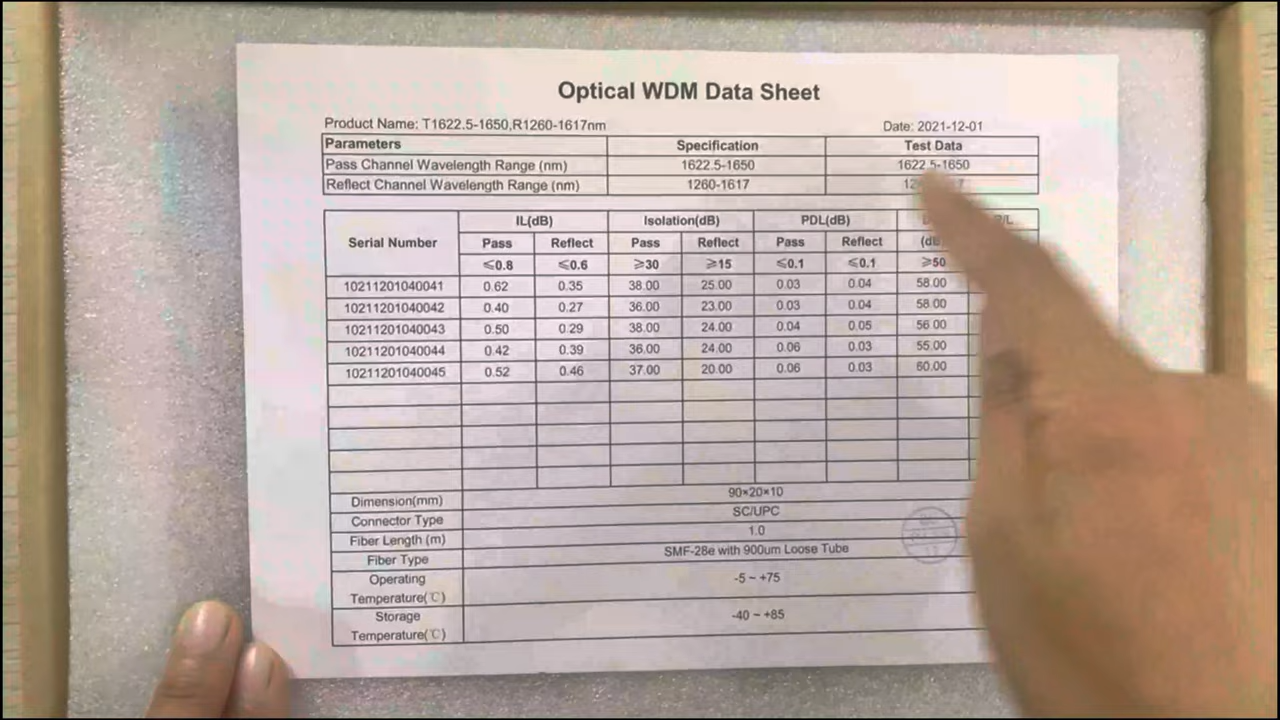 Optical WDM Data Sheet
Product Name: T1622.5-1650,R1260-1617nm Date: 2021-12-01
Parameters Specification Test Data
Pass Channel Wavelength Range (nm) 1622.5-1650 1622.5-1650
Reflect Channel Wavelength Range (nm) 1260-1617
Serial Number IL(dB) Isolation(dB) PDL(dB)
Pass Reflect Pass Reflect Pass Reflect (dB)
≤0.8 ≤0.6 ≥30 ≥15 ≤0.1 ≤0.1 ≥50
10211201040041 0.62 0.35 38.00 25.00 0.03 0.04 58.00
10211201040042 0.40 0.27 36.00 23.00 0.03 0.04 58.00
10211201040043 0.50 0.29 38.00 24.00 0.04 0.05 56.00
10211201040044 0.42 0.39 36.00 24.00 0.06 0.03 55.00
10211201040045 0.52 0.46 37.00 20.00 0.06 0.03 60.00
Dimension(mm) 90×20×10
Connector Type SC/UPC
Fiber Length (m) 1.0
Fiber Type SMF-28e with 900um Loose Tube
Operating
Temperature(℃) -5 ~ +75
Storage
Temperature(℃) -40 ~ +85